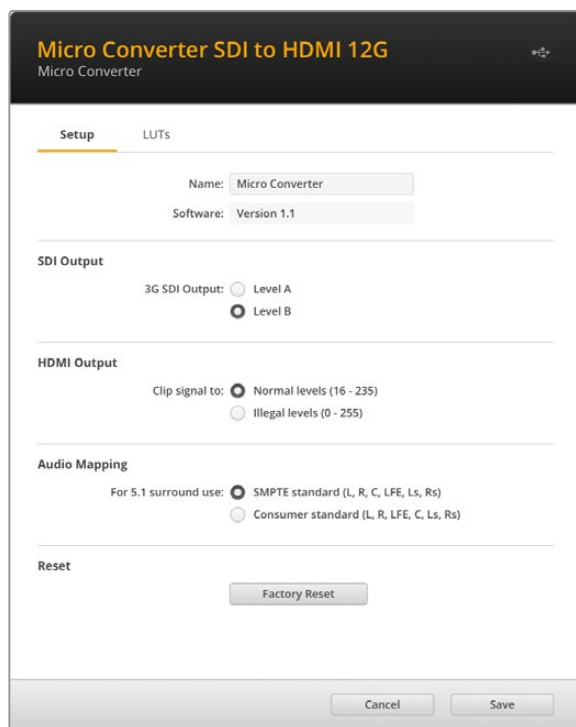 Micro Converter SDI to HDMI 12G
Micro Converter
Setup LUTs
Name: Micro Converter
Software: Version 1.1
SDI Output
3G SDI Output: Level A
Level B
HDMI Output
Clip signal to: Normal levels (16 - 235)
Illegal levels (0 - 255)
Audio Mapping
For 5.1 surround use: SMPTE standard (L, R, C, LFE, Ls, Rs)
Consumer standard (L, R, LFE, C, Ls, Rs)
Reset
Factory Reset
Cancel Save